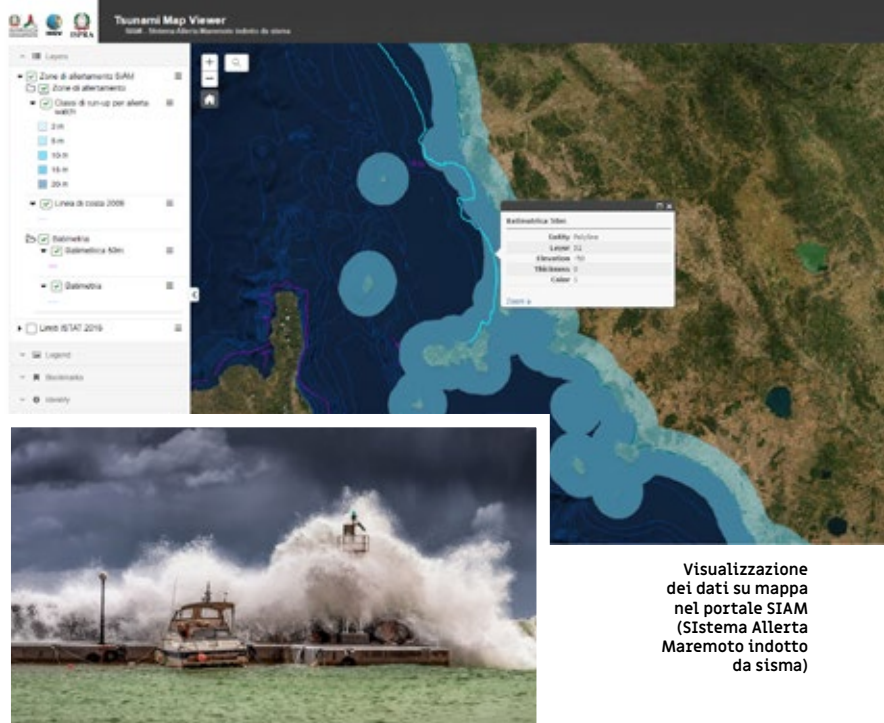 ISPRA
Tsunami Map Viewer
SIAM - Sistema Allerta Maremoto indotto da sisma
Layers
Zone di allertamento SiAM
Zone di allertamento
Classi di run-up per allerta
watch
2 m
5 m
10 m
15 m
20 m
Linea di costa 2009
Batimetria
Batimetrica 50m
Batimetria
Limiti ISTAT 2016
Legend
Bookmarks
Identify
Batimetrica 50m
Entity Polyline
Layer
Elevation -50
Thickness 0
Color
Zoom a
Visualizzazione
dei dati su mappa
nel portale SIAM
(SIstema Allerta
Maremoto indotto
da sisma)